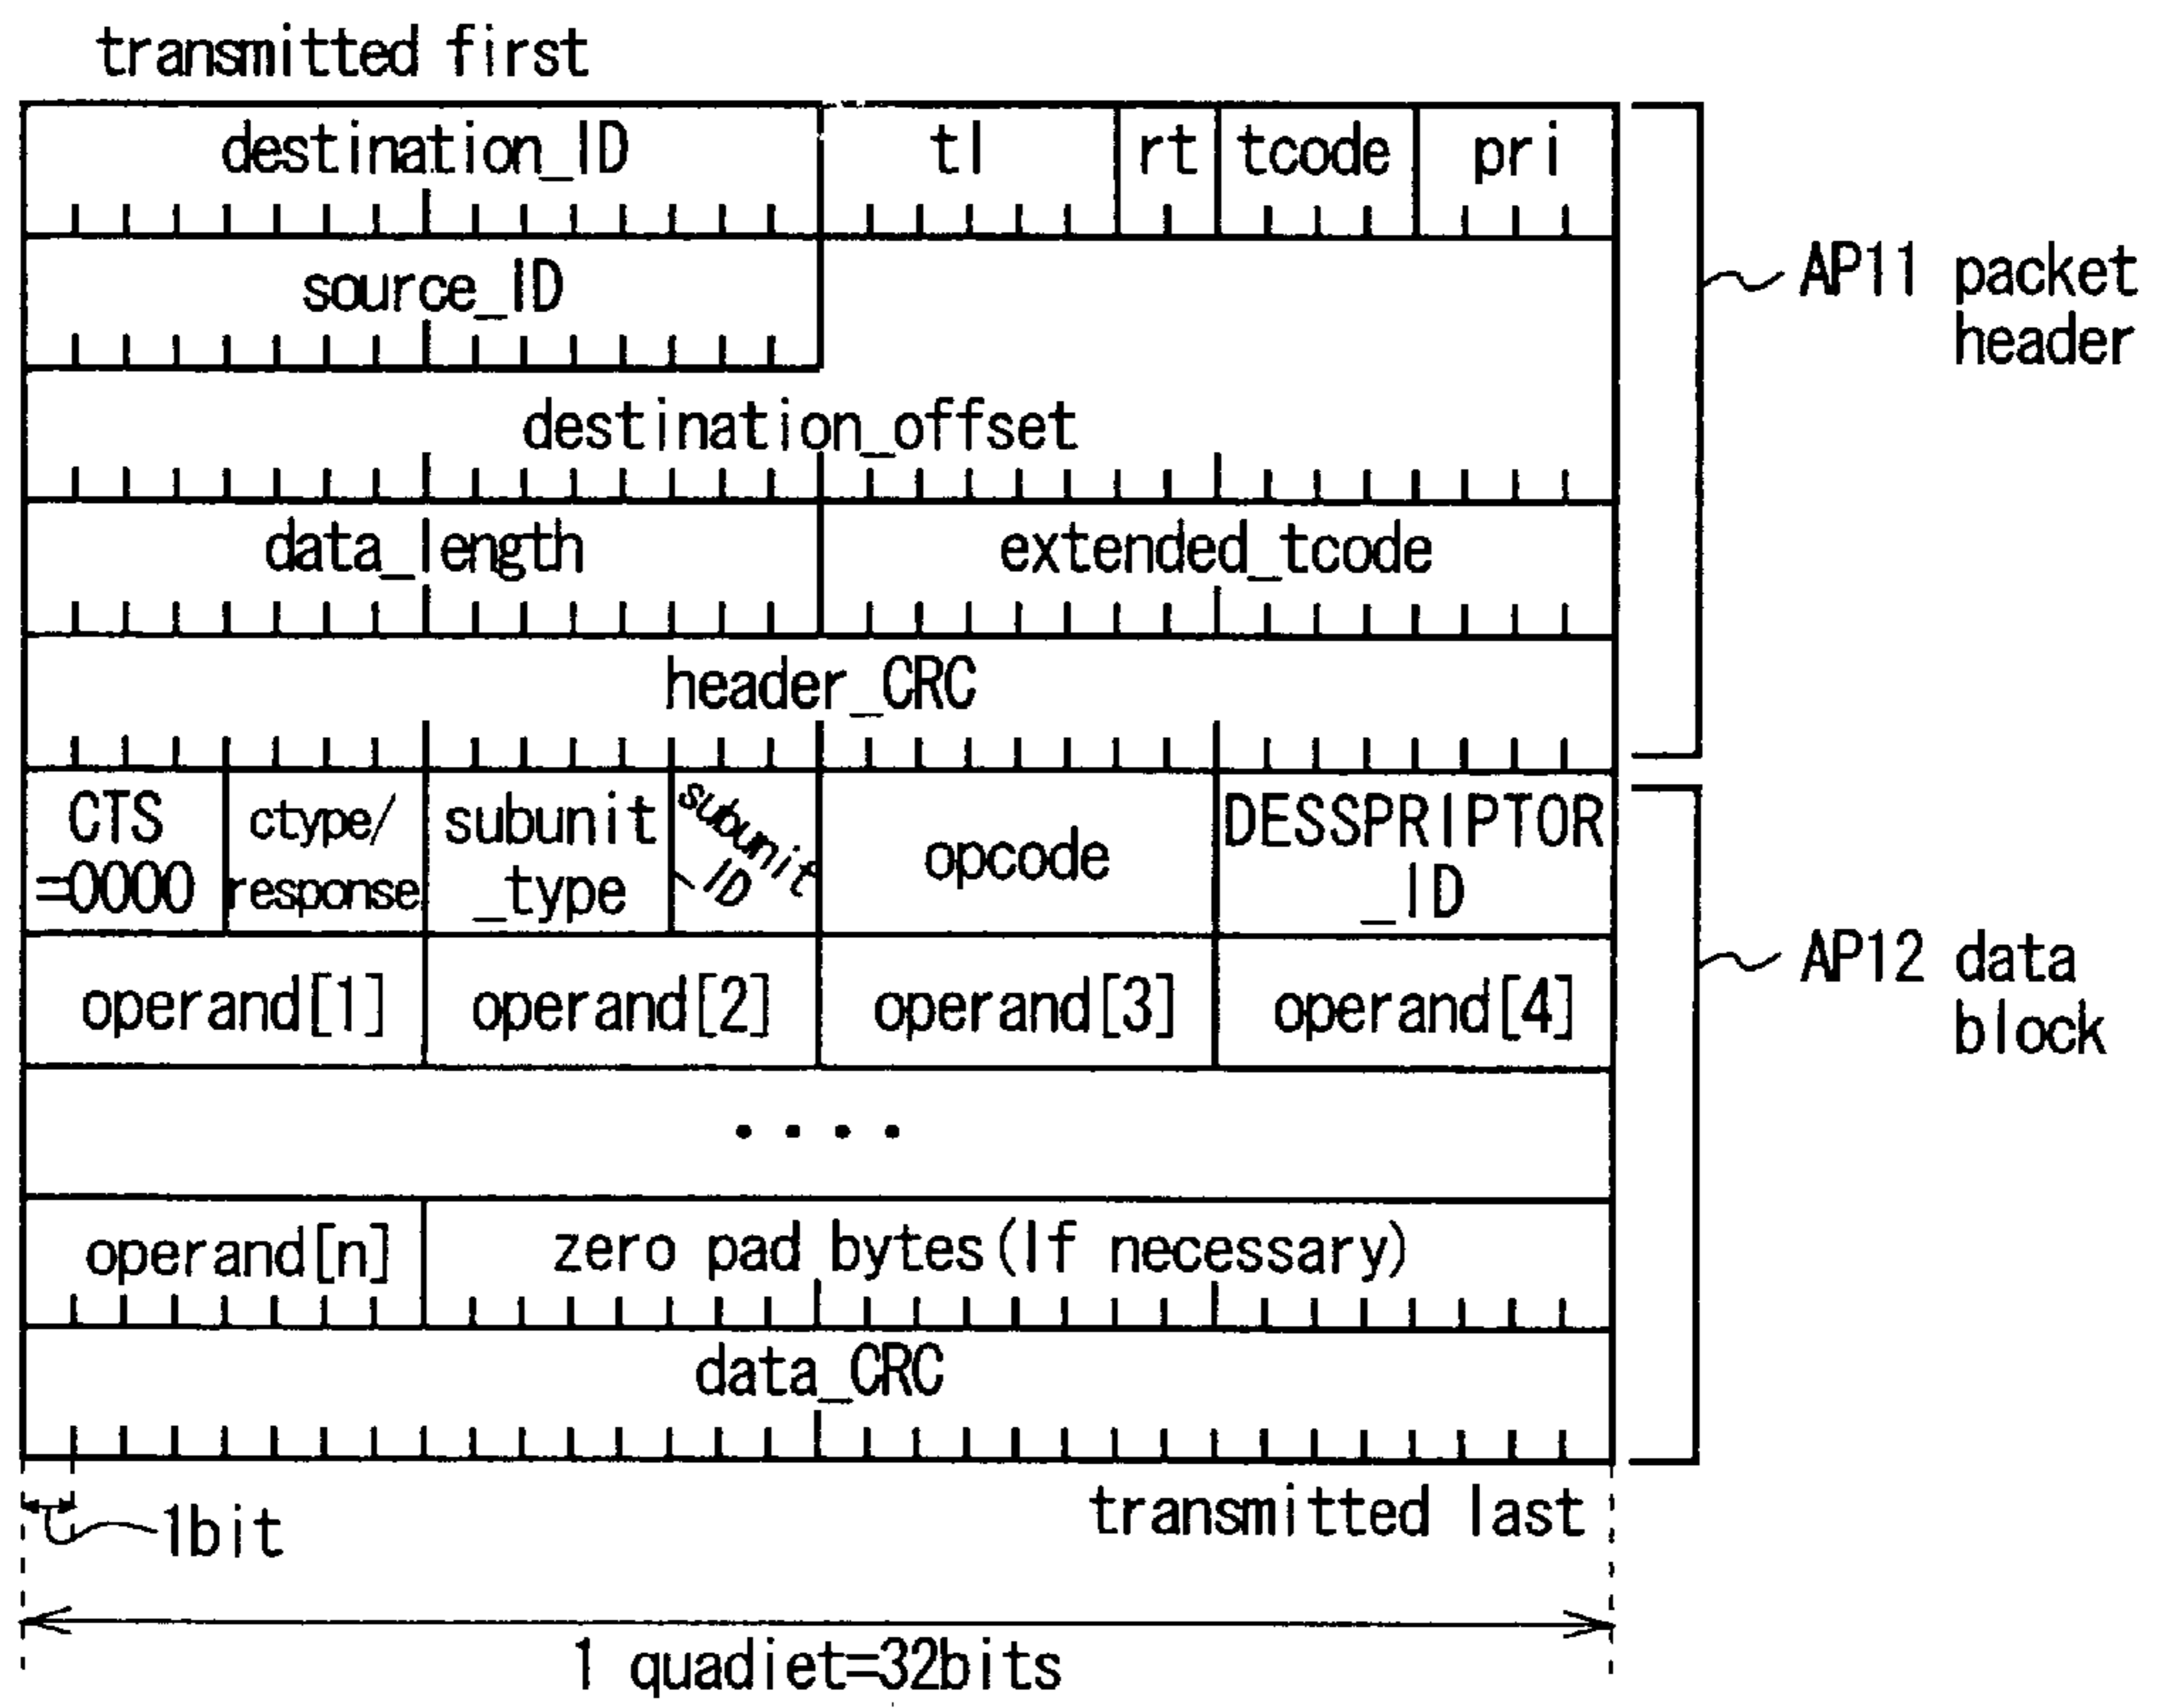 transmitted first
destination_ID tl rt tcode pri
source_ID
AP11 packet
header
destination_offset
data_length extended_tcode
header_CRC
CTS
=0000
ctype/
response
subunit
_type
subunit
ID
opcode
DESSPRIPTOR
_ID
operand[1] operand[2] operand[3] operand[4]
AP12 data
block
....
operand[n] zero pad bytes(If necessary)
data_CRC
1bit
transmitted last
1 quadiet=32bits